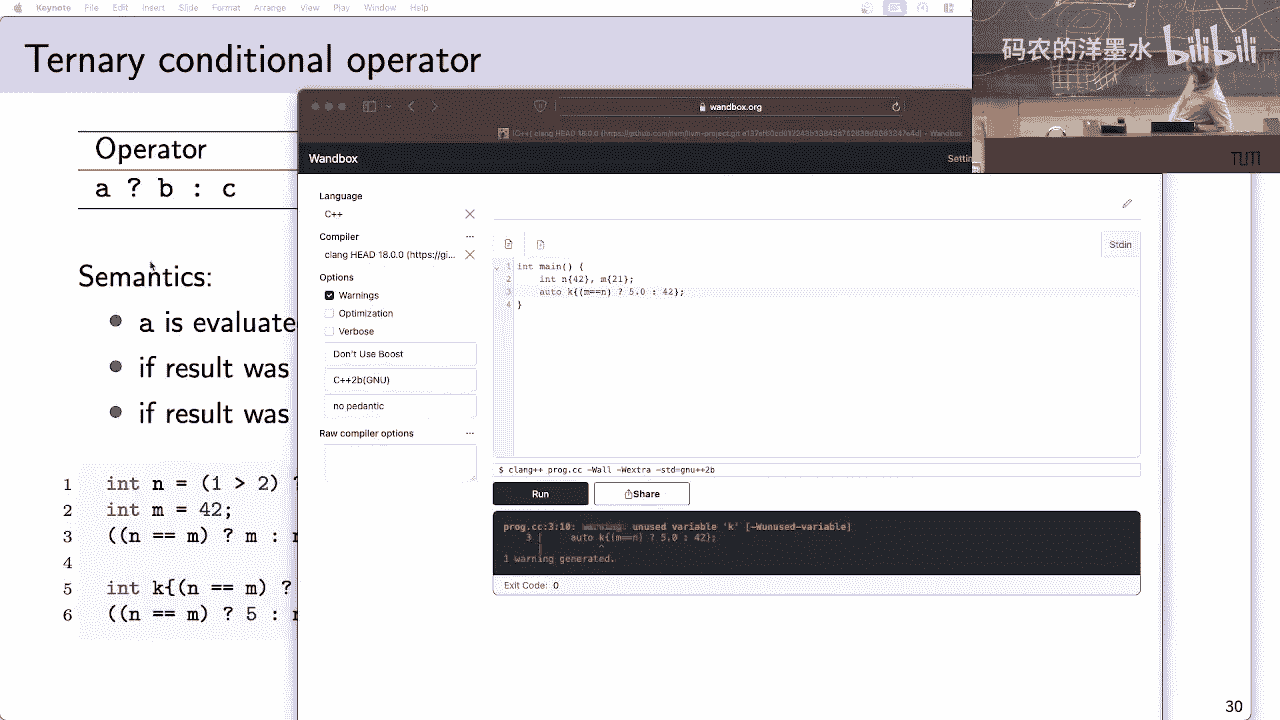 Keynote File Edit Insert Slide Format Arrange View Play Window Help
Ternary conditional operator
码农的洋墨水 bilibili
TUM
wandbox.org
Wandbox
Operator
a ? b : c
Semantics:
a is evaluate
if result was
if result was
1 int n = (1 > 2) ?
2 int m = 42;
3 ((n == m) ? m :
4
5 int k{(n == m) ?
6 ((n == m) ? 5 :
Language
C++
Compiler
clang HEAD 18.0.0 (https://gi...
Options
Warnings
Optimization
Verbose
Don't Use Boost
C++2b(GNU)
no pedantic
Raw compiler options
Stdin
1 int main() {
2 int n{42}, m{21};
3 auto k{(m==n) ? 5.0 : 42};
4 }
$ clang++ prog.cc -Wall -Wextra -std=gnu++2b
Run
Share
prog.cc:3:10: warning: unused variable 'k' [-Wunused-variable]
3 | auto k{(m==n) ? 5.0 : 42};
| ^
1 warning generated.
Exit Code: 0
30